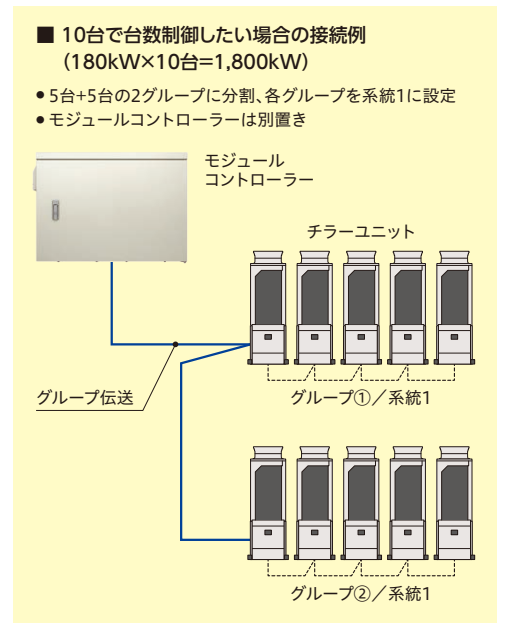 ■ 10台で台数制御したい場合の接続例
（180kW×10台=1,800kW）
● 5台+5台の2グループに分割、各グループを系統1に設定
● モジュールコントローラーは別置き
モジュール
コントローラー
チラーユニット
グループ伝送
グループ①／系統1
グループ②／系統1